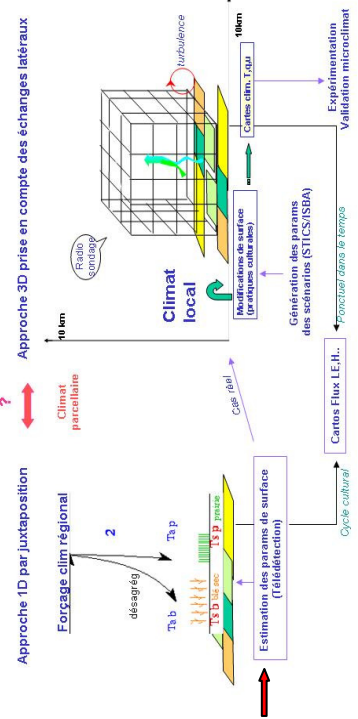 Approche 1D par juxtaposition
?
Approche 3D prise en compte des échanges latéraux
Forçage clim régional
2
désagrég
Ta b
Ta p
Ts b blé sec
Ts p prairie
Estimation des params de surface
(Télédétection)
Cycle cultural
Climat
parcellaire
Cas réel
Cartos Flux LE,H..
Ponctuel dans le temps
10 km
Radio
sondage
turbulence
Climat
local
10km
Modifications de surface
(pratiques culturales)
Cartes clim. T,q,u
Génération des params
des scénarios (STICS/ISBA)
Expérimentation
Validation microclimat